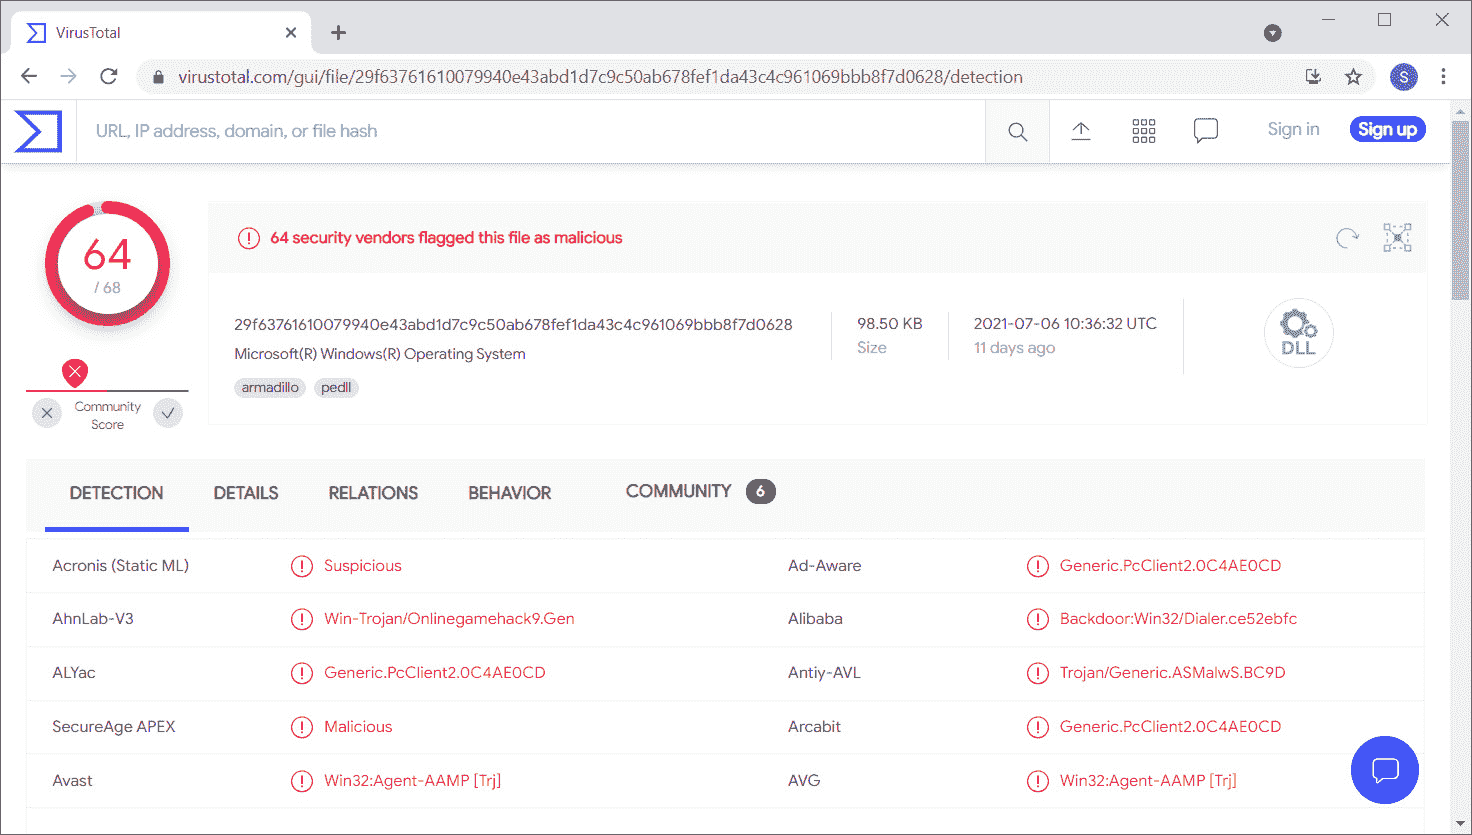 VirusTotal
virustotal.com/gui/file/29f63761610079940e43abd1d7c9c50ab678fef1da43c4c961069bbb8f7d0628/detection
S
URL, IP address, domain, or file hash
Sign in
Sign up
64
/ 68
64 security vendors flagged this file as malicious
29f63761610079940e43abd1d7c9c50ab678fef1da43c4c961069bbb8f7d0628
Microsoft(R) Windows(R) Operating System
armadillo
pedll
98.50 KB
Size
2021-07-06 10:36:32 UTC
11 days ago
DLL
Community
Score
DETECTION
DETAILS
RELATIONS
BEHAVIOR
COMMUNITY 6
Acronis (Static ML)
Suspicious
Ad-Aware
Generic.PcClient2.0C4AE0CD
AhnLab-V3
Win-Trojan/Onlinegamehack9.Gen
Alibaba
Backdoor:Win32/Dialer.ce52ebfc
ALYac
Generic.PcClient2.0C4AE0CD
Antiy-AVL
Trojan/Generic.ASMalwS.BC9D
SecureAge APEX
Malicious
Arcabit
Generic.PcClient2.0C4AE0CD
Avast
Win32:Agent-AAMP [Trj]
AVG
Win32:Agent-AAMP [Trj]